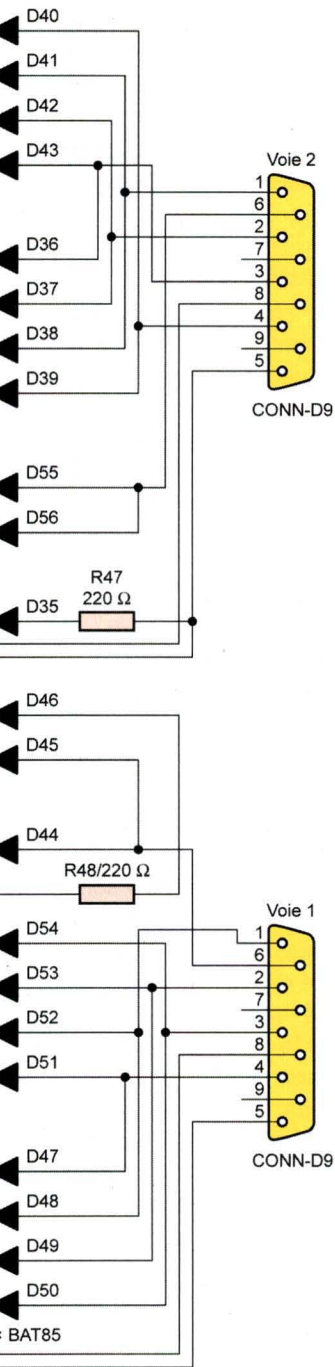 D40
D41
D42
D43
Voie 2
1
6
2
D36
7
D37
3
8
D38
4
9
D39
5
CONN-D9
D55
D56
R47
220 Ω
D35
D46
D45
D44
R48/220 Ω
Voie 1
D54
1
6
D53
2
7
D52
3
8
D51
4
9
5
CONN-D9
D47
D48
D49
D50
BAT85